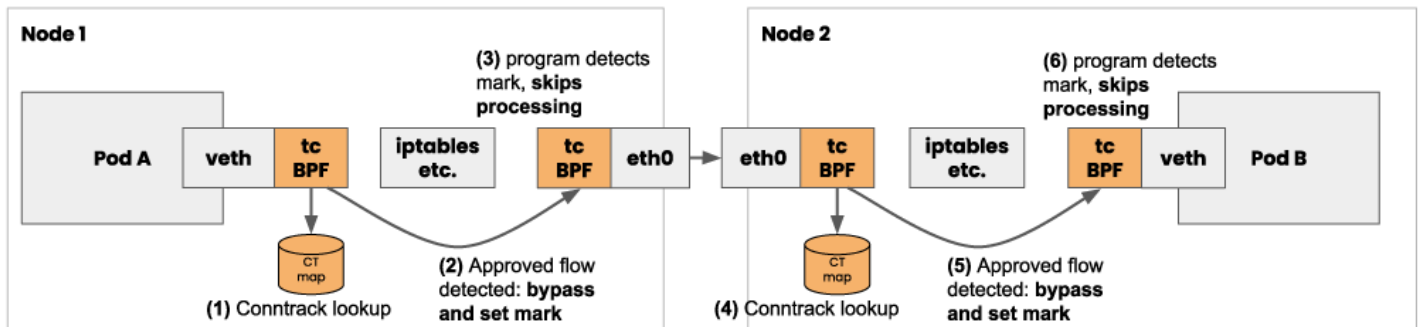 Node 1
(3) program detects
mark, skips
processing
Pod A
veth
tc
BPF
iptables
etc.
tc
BPF
eth0
CT
map
(1) Conntrack lookup
(2) Approved flow
detected: bypass
and set mark
Node 2
(6) program detects
mark, skips
processing
eth0
tc
BPF
iptables
etc.
tc
BPF
veth
Pod B
CT
map
(4) Conntrack lookup
(5) Approved flow
detected: bypass
and set mark